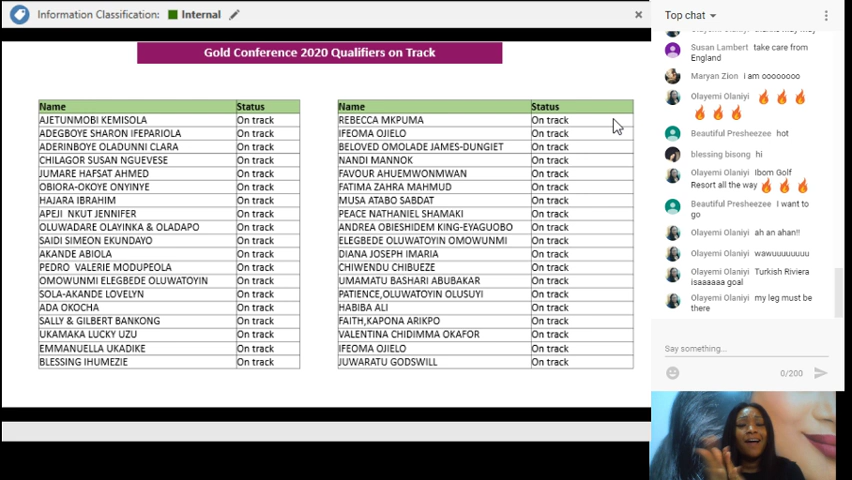 Information Classification: Internal
Gold Conference 2020 Qualifiers on Track
Name Status
AJETUNMOBI KEMISOLA On track
ADEGBOYE SHARON IFEPARIOLA On track
ADERINBOYE OLADUNNI CLARA On track
CHILAGOR SUSAN NGUEVESE On track
JUMARE HAFSAT AHMED On track
OBIORA-OKOYE ONYINYE On track
HAJARA IBRAHIM On track
APEJI NKUT JENNIFER On track
OLUWADARE OLAYINKA & OLADAPO On track
SAIDI SIMEON EKUNDAYO On track
AKANDE ABIOLA On track
PEDRO VALERIE MODUPEOLA On track
OMOWUNMI ELEGBEDE OLUWATOYIN On track
SOLA-AKANDE LOVELYN On track
ADA OKOCHA On track
SALLY & GILBERT BANKONG On track
UKAMAKA LUCKY UZU On track
EMMANUELLA UKADIKE On track
BLESSING IHUMEZIE On track
Name Status
REBECCA MKPUMA On track
IFEOMA OJIELO On track
BELOVED OMOLADE JAMES-DUNGIET On track
NANDI MANNOK On track
FAVOUR AHUEMWONMWAN On track
FATIMA ZAHRA MAHMUD On track
MUSA ATABO SABDAT On track
PEACE NATHANIEL SHAMAKI On track
ANDREA OBIESHIDEM KING-EYAGUOBO On track
ELEGBEDE OLUWATOYIN OMOWUNMI On track
DIANA JOSEPH IMARIA On track
CHIWENDU CHIBUEZE On track
UMAMATU BASHARI ABUBAKAR On track
PATIENCE,OLUWATOYIN OLUSUYI On track
HABIBA ALI On track
FAITH,KAPONA ARIKPO On track
VALENTINA CHIDIMMA OKAFOR On track
IFEOMA OJIELO On track
JUWARATU GODSWILL On track
Top chat
Susan Lambert take care from
England
Maryan Zion i am oooooooo
Olayemi Olaniyi 🔥 🔥 🔥
🔥 🔥 🔥
Beautiful Presheezee hot
blessing bisong hi
Olayemi Olaniyi Ibom Golf
Resort all the way 🔥 🔥 🔥
Beautiful Presheezee I want to
go
Olayemi Olaniyi ah an ahan!!
Olayemi Olaniyi wawuuuuuuuu
Olayemi Olaniyi Turkish Riviera
isaaaaaa goal
Olayemi Olaniyi my leg must be
there
Say something...
0/200